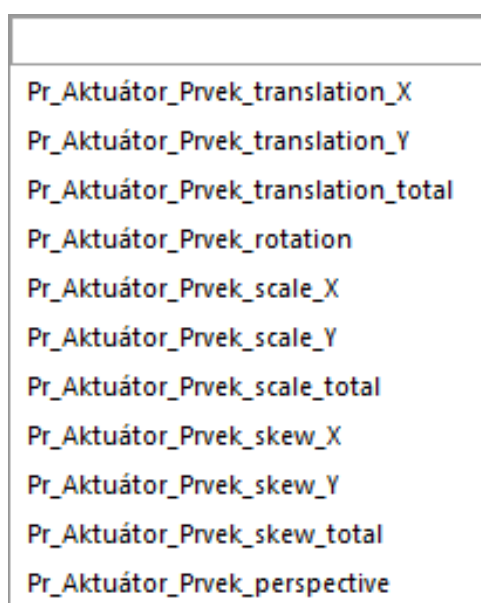 Pr_Aktuátor_Prvek_translation_X
Pr_Aktuátor_Prvek_translation_Y
Pr_Aktuátor_Prvek_translation_total
Pr_Aktuátor_Prvek_rotation
Pr_Aktuátor_Prvek_scale_X
Pr_Aktuátor_Prvek_scale_Y
Pr_Aktuátor_Prvek_scale_total
Pr_Aktuátor_Prvek_skew_X
Pr_Aktuátor_Prvek_skew_Y
Pr_Aktuátor_Prvek_skew_total
Pr_Aktuátor_Prvek_perspective